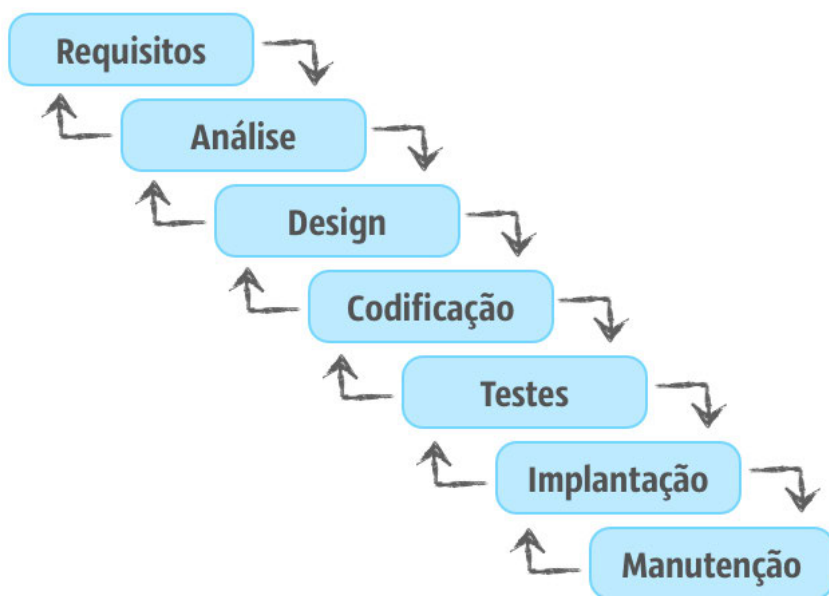 Requisitos
Análise
Design
Codificação
Testes
Implantação
Manutenção